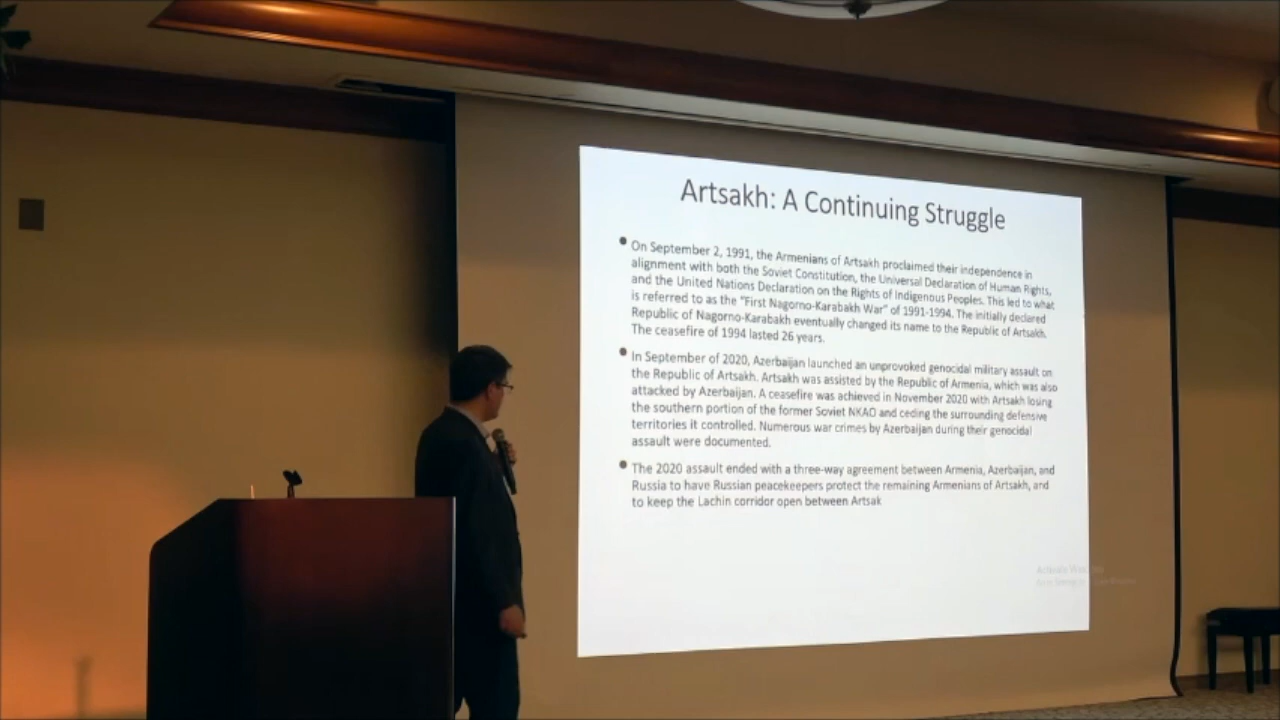 Artsakh: A Continuing Struggle
• On September 2, 1991, the Armenians of Artsakh proclaimed their independence in
alignment with both the Soviet Constitution, the Universal Declaration of Human Rights,
and the United Nations Declaration on the Rights of Indigenous Peoples. This led to what
is referred to as the "First Nagorno-Karabakh War" of 1991-1994. The initially declared
Republic of Nagorno-Karabakh eventually changed its name to the Republic of Artsakh.
The ceasefire of 1994 lasted 26 years.
• In September of 2020, Azerbaijan launched an unprovoked genocidal military assault on
the Republic of Artsakh. Artsakh was assisted by the Republic of Armenia, which was also
attacked by Azerbaijan. A ceasefire was achieved in November 2020 with Artsakh losing
the southern portion of the former Soviet NKAO and ceding the surrounding defensive
territories it controlled. Numerous war crimes by Azerbaijan during their genocidal
assault were documented.
• The 2020 assault ended with a three-way agreement between Armenia, Azerbaijan, and
Russia to have Russian peacekeepers protect the remaining Armenians of Artsakh, and
to keep the Lachin corridor open between Artsak
Activate